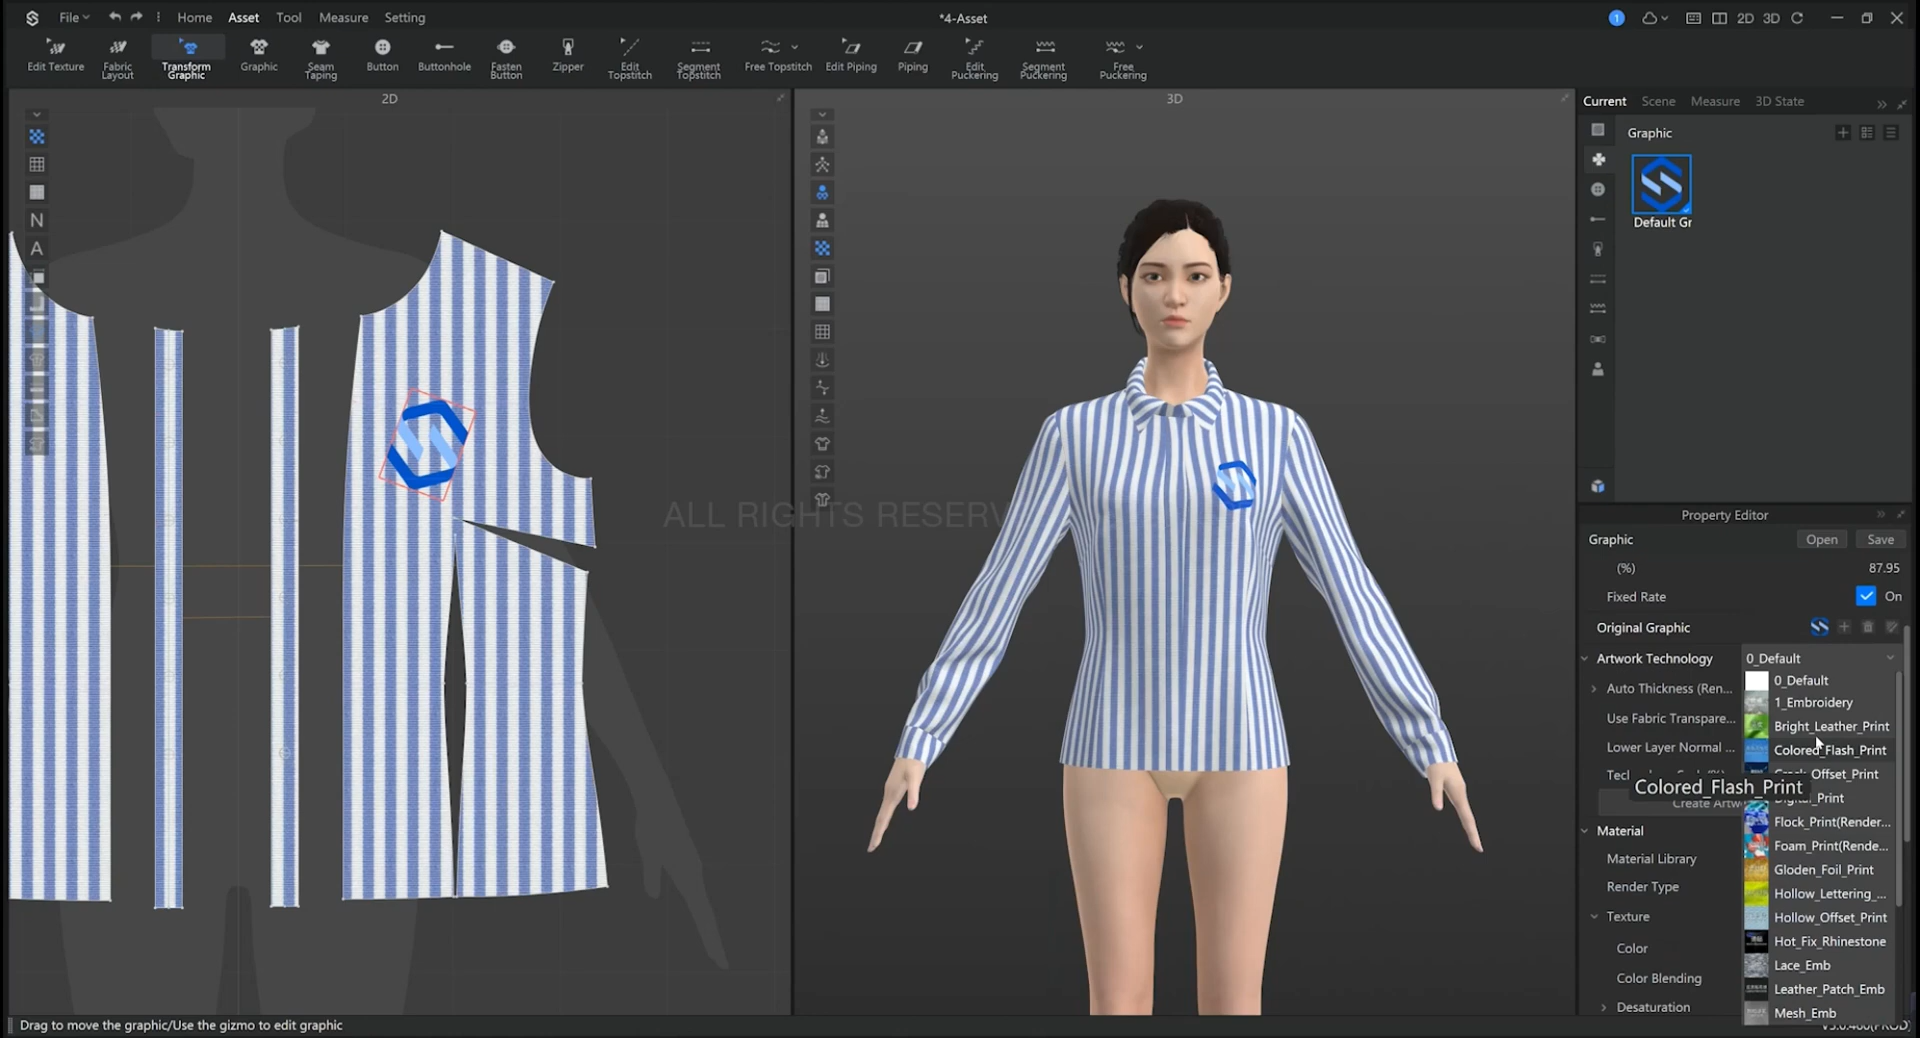 File Home Asset Tool Measure Setting
*4-Asset
1 2D 3D
Edit Texture
Fabric Layout
Transform Graphic
Graphic
Seam Taping
Button
Buttonhole
Fasten Button
Zipper
Edit Topstitch
Segment Topstitch
Free Topstitch
Edit Piping
Piping
Edit Puckering
Segment Puckering
Free Puckering
2D
3D
N
A
ALL RIGHTS RESERV
Current Scene Measure 3D State
Graphic
Default Gr
Property Editor
Graphic Open Save
(%) 87.95
Fixed Rate On
Original Graphic
Artwork Technology 0_Default
Auto Thickness (Ren...
Use Fabric Transpare...
Lower Layer Normal ...
Material
Material Library
Render Type
Texture
Color
Color Blending
Desaturation
0_Default
1_Embroidery
Bright_Leather_Print
Colored_Flash_Print
Offset_Print
Colored_Flash_Print
Print
Create Artw
Flock_Print(Render...
Foam_Print(Rende...
Gloden_Foil_Print
Hollow_Lettering_...
Hollow_Offset_Print
Hot_Fix_Rhinestone
Lace_Emb
Leather_Patch_Emb
Mesh_Emb
Drag to move the graphic/Use the gizmo to edit graphic